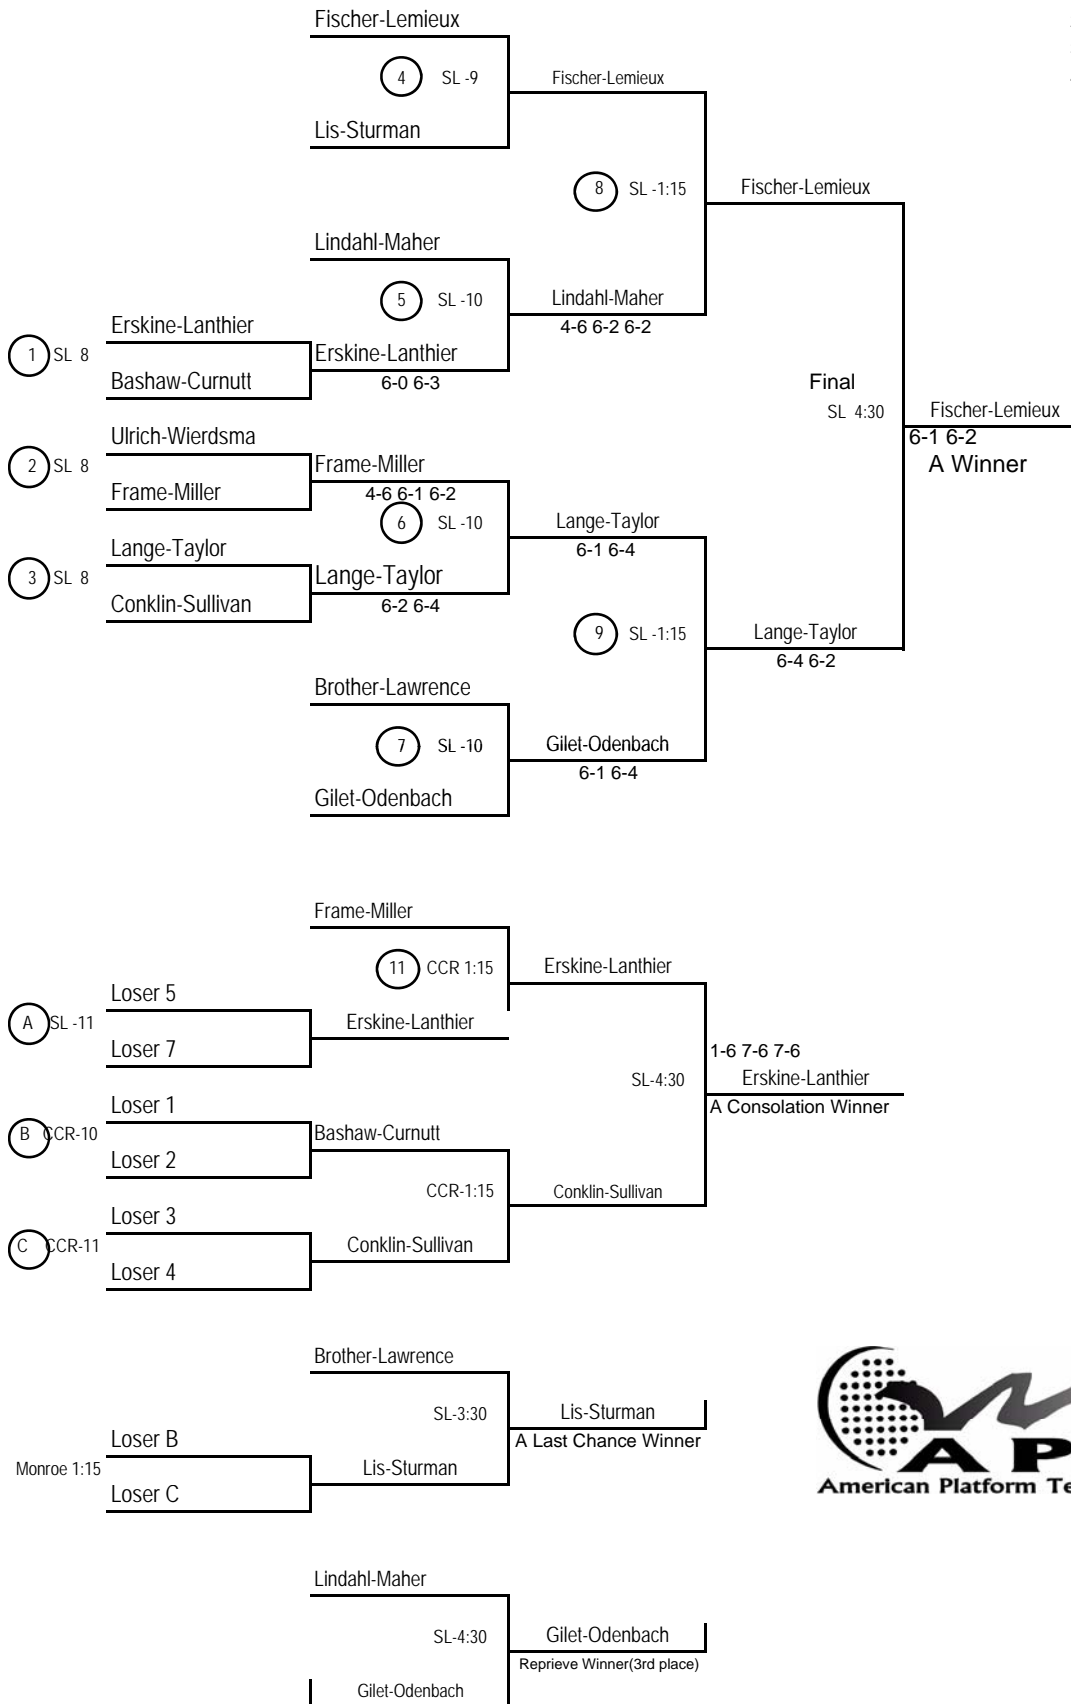 Fischer-Lemieux
4 SL -9 Fischer-Lemieux
Lis-Sturman
8 SL -1:15 Fischer-Lemieux
Lindahl-Maher
5 SL -10 Lindahl-Maher
4-6 6-2 6-2
Erskine-Lanthier
1 SL 8 Erskine-Lanthier
Bashaw-Curnutt 6-0 6-3
Final
SL 4:30 Fischer-Lemieux
6-1 6-2
A Winner
Ulrich-Wierdsma
2 SL 8 Frame-Miller
Frame-Miller 4-6 6-1 6-2
6 SL -10 Lange-Taylor
6-1 6-4
Lange-Taylor
3 SL 8 Lange-Taylor
Conklin-Sullivan 6-2 6-4
9 SL -1:15 Lange-Taylor
6-4 6-2
Brother-Lawrence
7 SL -10 Gilet-Odenbach
6-1 6-4
Gilet-Odenbach
Frame-Miller
11 CCR 1:15 Erskine-Lanthier
Loser 5
A SL -11 Erskine-Lanthier
Loser 7
1-6 7-6 7-6
SL-4:30 Erskine-Lanthier
A Consolation Winner
Loser 1
B CCR-10 Bashaw-Curnutt
Loser 2
CCR-1:15 Conklin-Sullivan
Loser 3
C CCR-11 Conklin-Sullivan
Loser 4
Brother-Lawrence
SL-3:30 Lis-Sturman
A Last Chance Winner
Loser B
Monroe 1:15 Lis-Sturman
Loser C
AP
American Platform Te
Lindahl-Maher
SL-4:30 Gilet-Odenbach
Reprieve Winner(3rd place)
Gilet-Odenbach